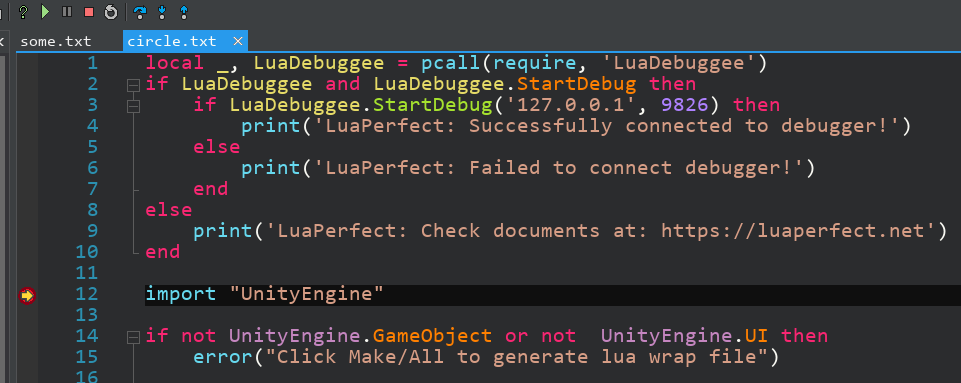 some.txt circle.txt ×
1 local _, LuaDebuggee = pcall(require, 'LuaDebuggee')
2 if LuaDebuggee and LuaDebuggee.StartDebug then
3 if LuaDebuggee.StartDebug('127.0.0.1', 9826) then
4 print('LuaPerfect: Successfully connected to debugger!')
5 else
6 print('LuaPerfect: Failed to connect debugger!')
7 end
8 else
9 print('LuaPerfect: Check documents at: https://luaperfect.net')
10 end
11
12 import "UnityEngine"
13
14 if not UnityEngine.GameObject or not  UnityEngine.UI then
15 error("Click Make/All to generate lua wrap file")
16